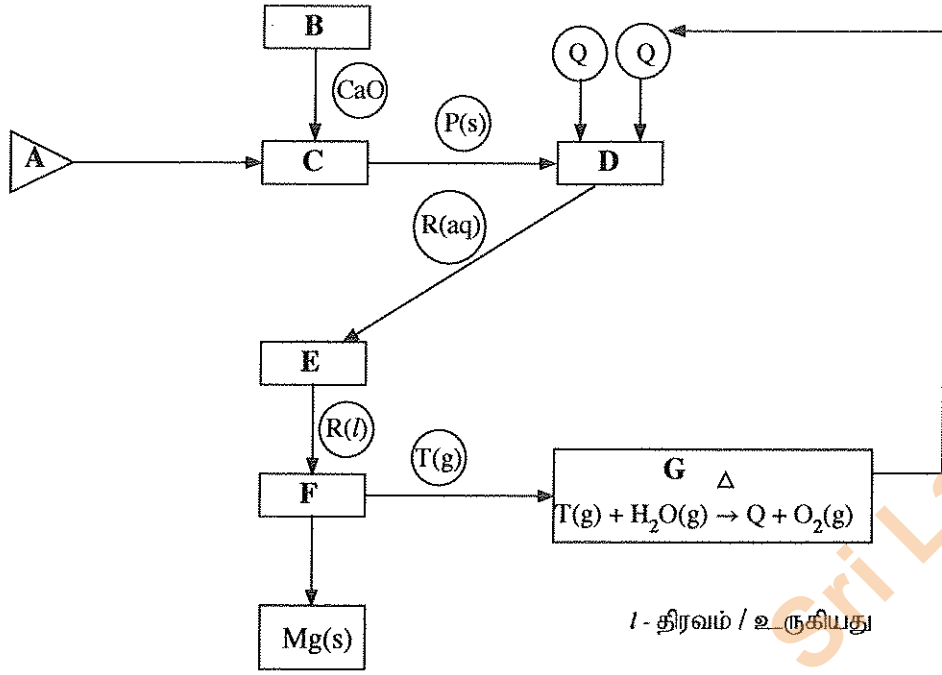 B
Q Q
CaO
P(s)
A
C
D
R(aq)
E
R(l)
T(g)
G
Δ
F
T(g) + H₂O(g) → Q + O₂(g)
Mg(s)
l - திரவம் / உருகியது